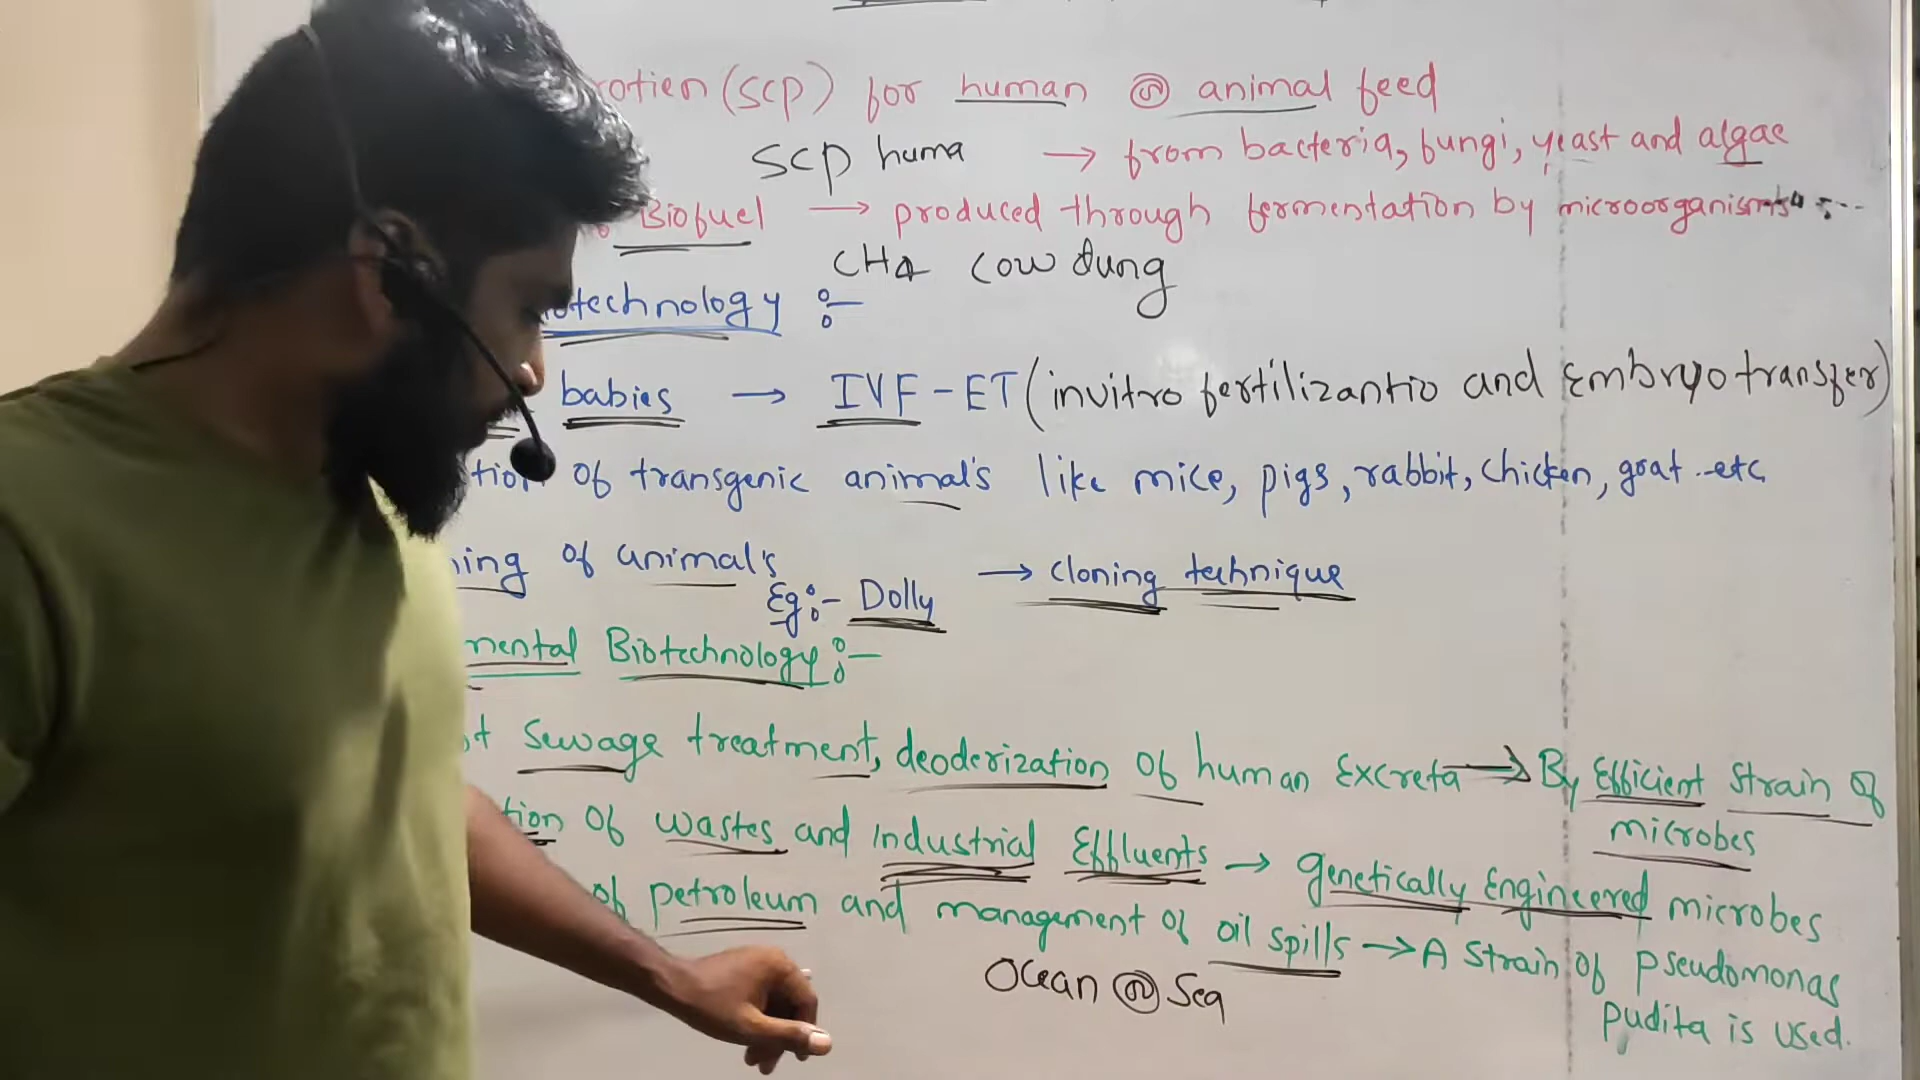 rotien (SCP) for human @ animal feed
SCP huma → from bacteria, fungi, yeast and algae
Biofuel → produced through fermentation by microorganisms
CH4 cow dung
otechnology :-
babies → IVF-ET (invitro fertilizantio and Embryo transfer)
tion of transgenic animal's like mice, pigs, rabbit, chicken, goat ..etc
ning of animal's → cloning technique
Eg:- Dolly
mental Biotechnology :-
t Sewage treatment, deoderization of human Excreta → By Efficient Strain of
microbes
tion of wastes and industrial Effluents → genetically Engineered microbes
of petroleum and management of oil spills → A strain of pseudomonas
Ocean @ Sea
pudita is used.